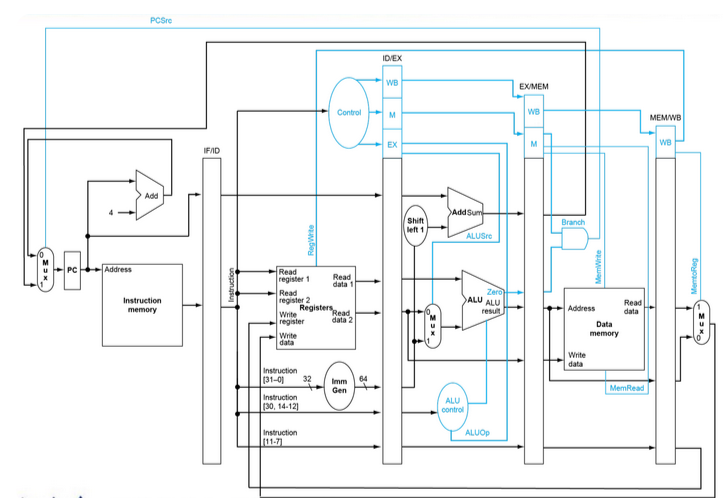 PCSrc
ID/EX
WB
EX/MEM
Control
M
WB
MEM/WB
EX
M
WB
IF/ID
Add
4
Add Sum
Shift
left 1
Branch
ALUSrc
RegWrite
MemWrite
MemtoReg
0
M
u
x
1
PC
Address
Instruction
memory
Instruction
Read
register 1
Read
data 1
Read
register 2
Registers
Write
register
Read
data 2
Write
data
0
M
u
x
1
Zero
ALU
ALU
result
Address
Read
data
Data
memory
Write
data
1
M
u
x
0
MemRead
Instruction
[31–0]
32
Imm
Gen
64
Instruction
[30, 14-12]
ALU
control
Instruction
[11-7]
ALUOp